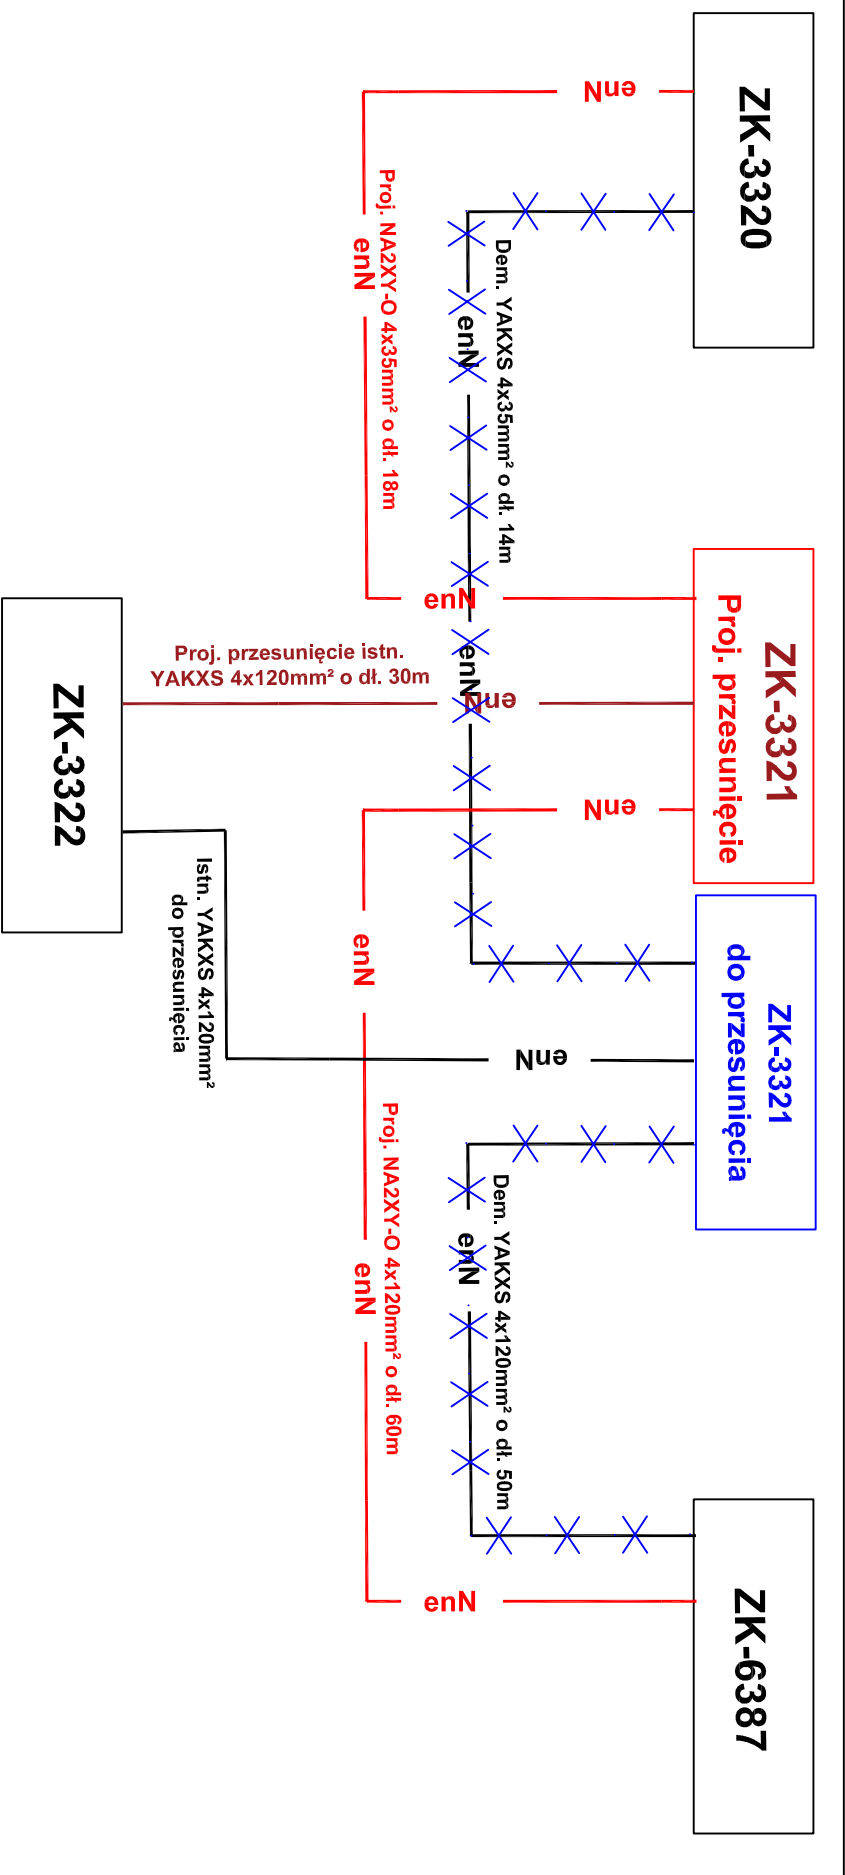 ZK-3320
enN
enN
Proj. NA2XY-O 4x35mm² o dł. 18m
Dem. YAKXS 4x35mm² o dł. 14m
enN
enN
enN
enN
ZK-3321
Proj. przesunięcie
Proj. przesunięcie istn.
YAKXS 4x120mm² o dł. 30m
enN
ZK-3322
Istn. YAKXS 4x120mm²
do przesunięcia
enN
enN
ZK-3321
do przesunięcia
enN
Proj. NA2XY-O 4x120mm² o dł. 60m
Dem. YAKXS 4x120mm² o dł. 50m
enN
enN
enN
ZK-6387